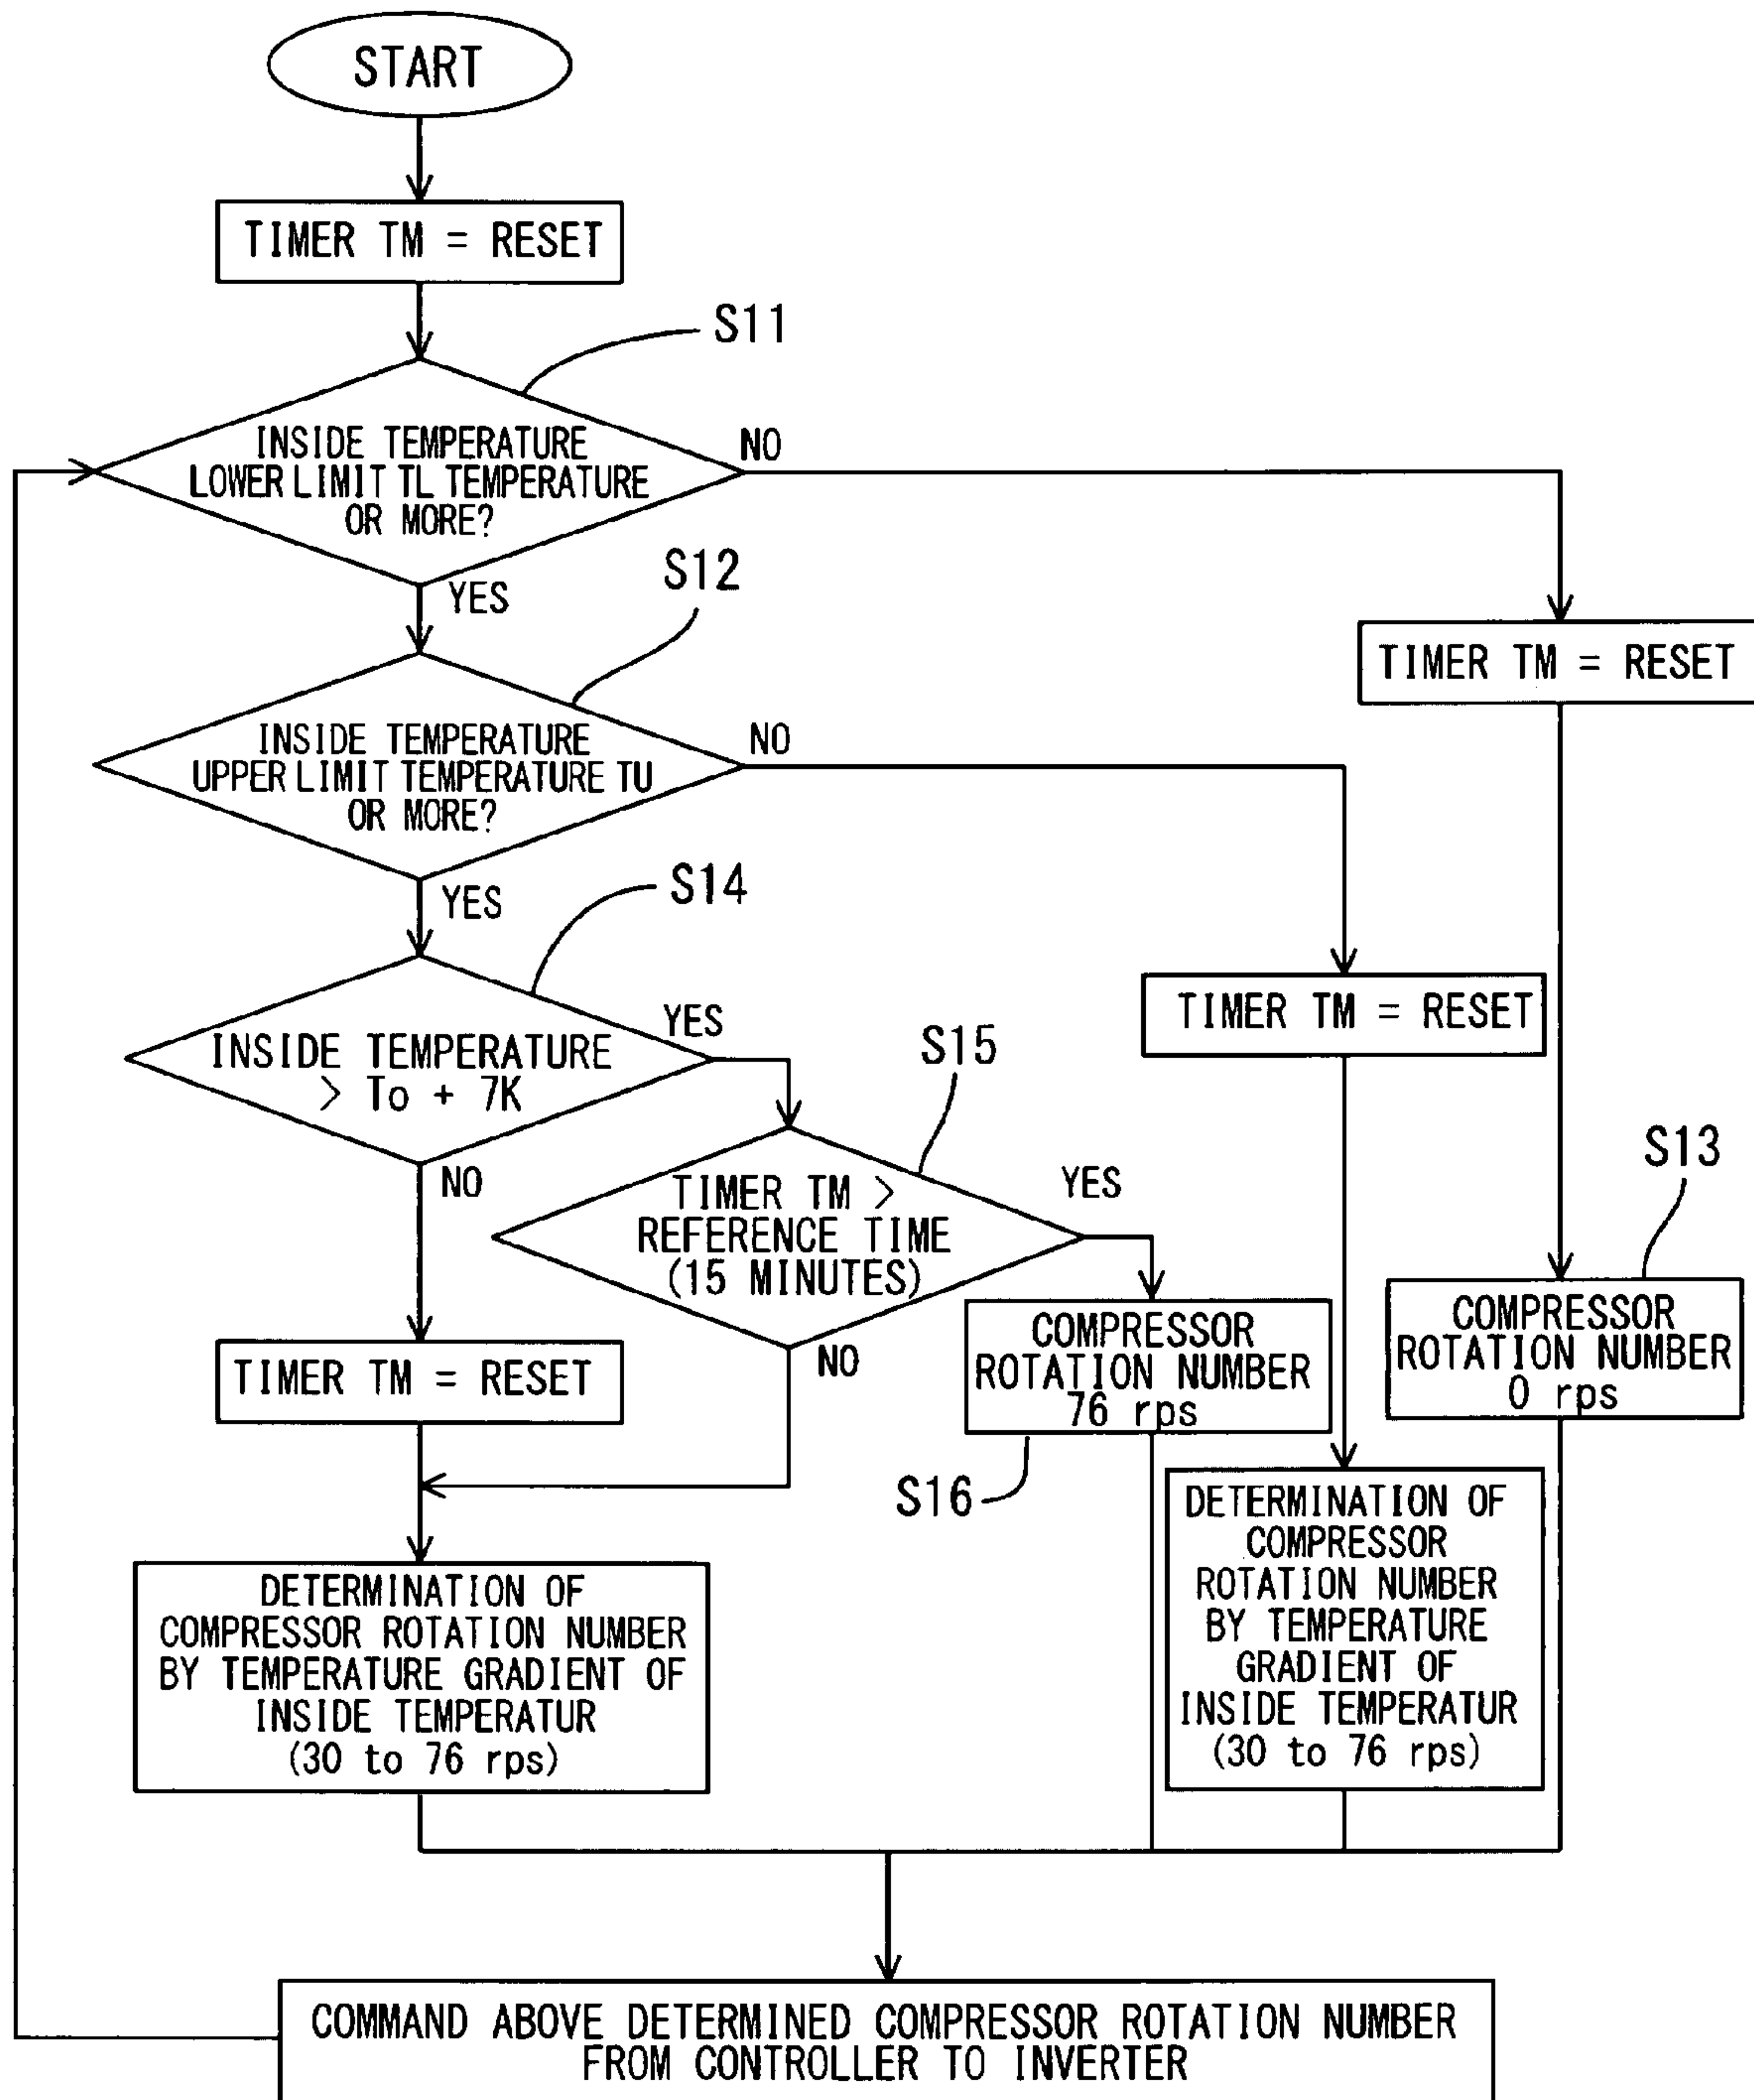 START
TIMER TM = RESET
S11
INSIDE TEMPERATURE
LOWER LIMIT TL TEMPERATURE
OR MORE?
NO
YES
S12
TIMER TM = RESET
INSIDE TEMPERATURE
UPPER LIMIT TEMPERATURE TU
OR MORE?
NO
YES
S14
TIMER TM = RESET
INSIDE TEMPERATURE
> To + 7K
YES
NO
S15
TIMER TM >
REFERENCE TIME
(15 MINUTES)
YES
NO
S13
COMPRESSOR
ROTATION NUMBER
0 rps
TIMER TM = RESET
COMPRESSOR
ROTATION NUMBER
76 rps
S16
DETERMINATION OF
COMPRESSOR
ROTATION NUMBER
BY TEMPERATURE
GRADIENT OF
INSIDE TEMPERATUR
(30 to 76 rps)
DETERMINATION OF
COMPRESSOR ROTATION NUMBER
BY TEMPERATURE GRADIENT OF
INSIDE TEMPERATUR
(30 to 76 rps)
COMMAND ABOVE DETERMINED COMPRESSOR ROTATION NUMBER
FROM CONTROLLER TO INVERTER